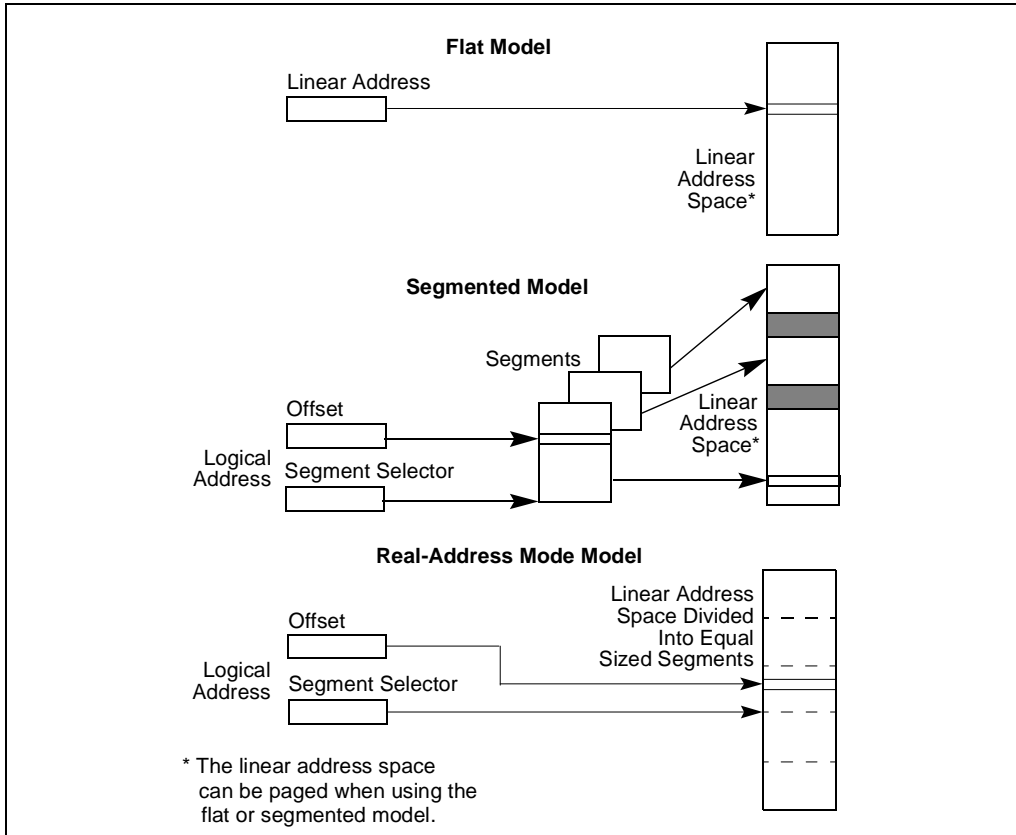 Flat Model
Linear Address
Linear
Address
Space*
Segmented Model
Segments
Offset
Logical
Address
Segment Selector
Linear
Address
Space*
Real-Address Mode Model
Offset
Logical
Address
Segment Selector
Linear Address
Space Divided
Into Equal
Sized Segments
* The linear address space
can be paged when using the
flat or segmented model.